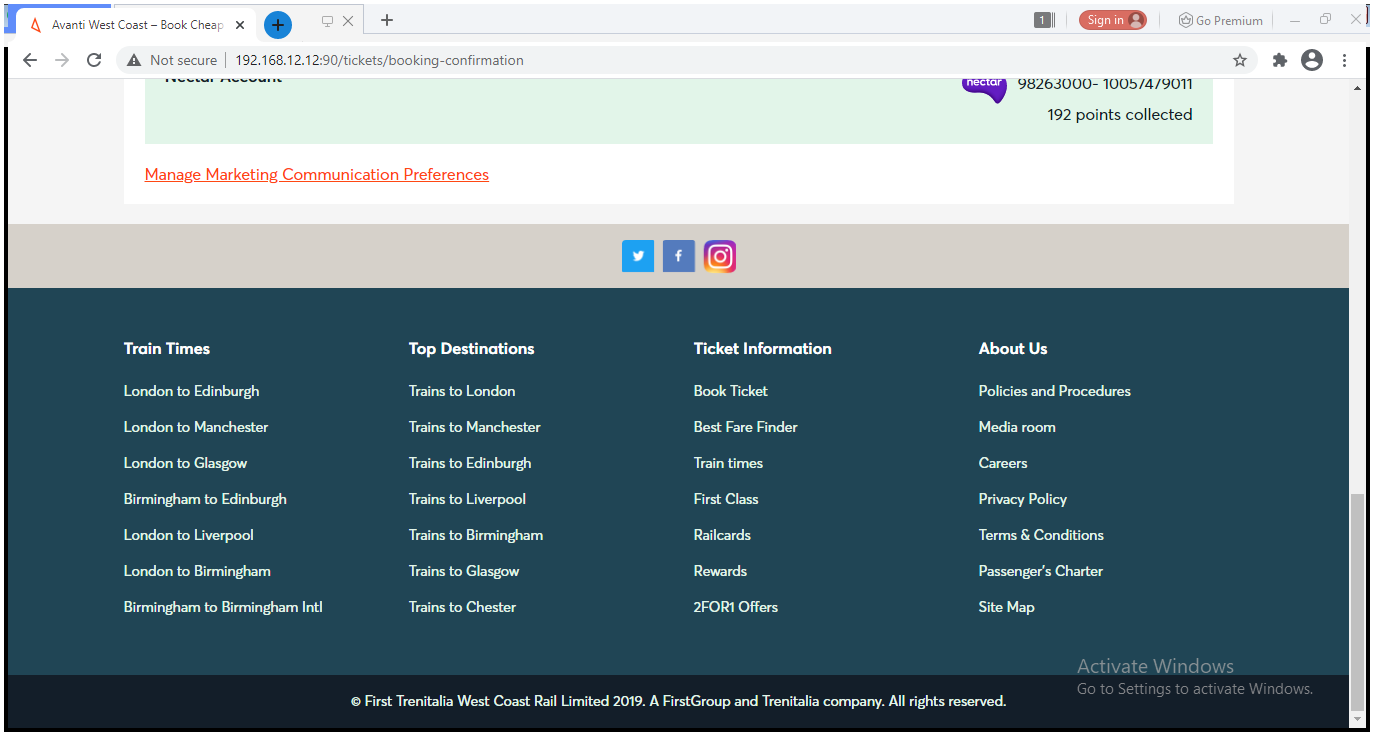 Avanti West Coast – Book Cheap
1
Sign in
Go Premium
Not secure
192.168.12.12:90/tickets/booking-confirmation
Nectar Account
nectar
98263000- 10057479011
192 points collected
Manage Marketing Communication Preferences
Train Times
London to Edinburgh
London to Manchester
London to Glasgow
Birmingham to Edinburgh
London to Liverpool
London to Birmingham
Birmingham to Birmingham Intl
Top Destinations
Trains to London
Trains to Manchester
Trains to Edinburgh
Trains to Liverpool
Trains to Birmingham
Trains to Glasgow
Trains to Chester
Ticket Information
Book Ticket
Best Fare Finder
Train times
First Class
Railcards
Rewards
2FOR1 Offers
About Us
Policies and Procedures
Media room
Careers
Privacy Policy
Terms & Conditions
Passenger's Charter
Site Map
Activate Windows
Go to Settings to activate Windows.
© First Trenitalia West Coast Rail Limited 2019. A FirstGroup and Trenitalia company. All rights reserved.